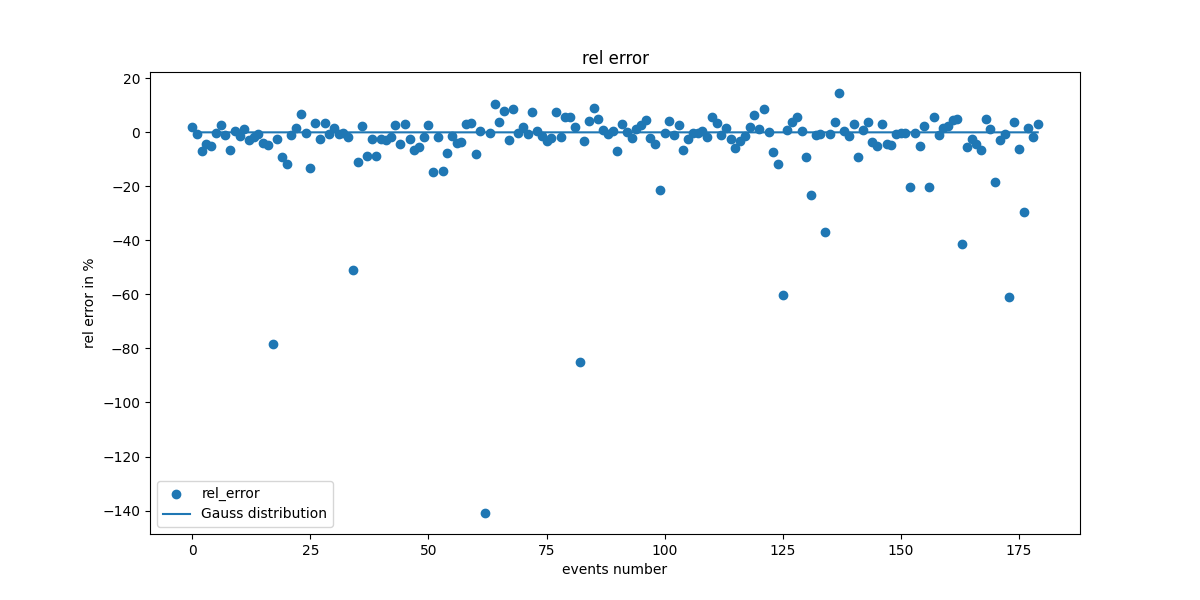 rel error
20
0
−20
−40
−60
−80
−100
−120
−140
rel error in %
rel_error
Gauss distribution
0 25 50 75 100 125 150 175
events number